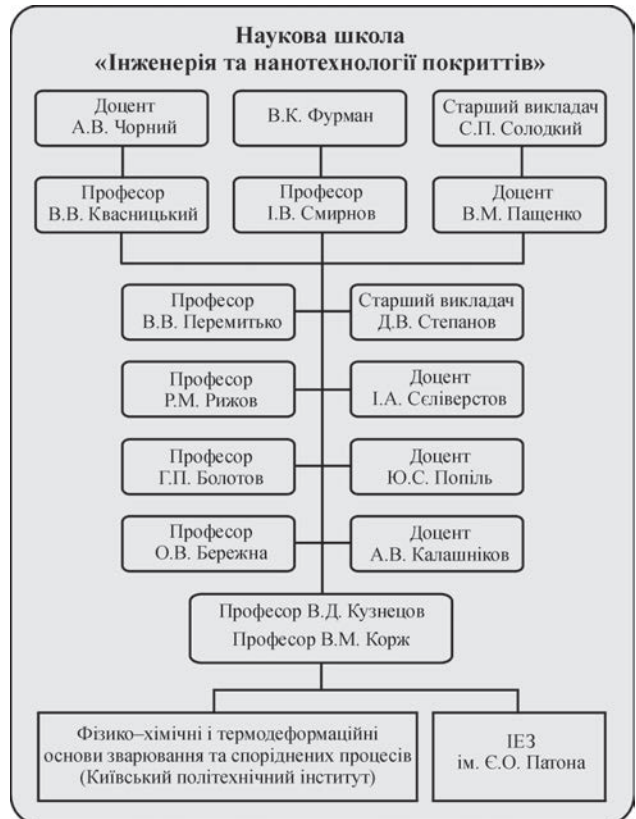 Наукова школа
«Інженерія та нанотехнології покриттів»
Доцент
А.В. Чорний
В.К. Фурман
Старший викладач
С.П. Солодкий
Професор
В.В. Квасницький
Професор
І.В. Смирнов
Доцент
В.М. Пащенко
Професор
В.В. Перемитько
Старший викладач
Д.В. Степанов
Професор
Р.М. Рижов
Доцент
І.А. Сєліверстов
Професор
Г.П. Болотов
Доцент
Ю.С. Попіль
Професор
О.В. Бережна
Доцент
А.В. Калашніков
Професор В.Д. Кузнецов
Професор В.М. Корж
Фізико–хімічні і термодеформаційні
основи зварювання та споріднених процесів
(Київський політехнічний інститут)
ІЕЗ
ім. Є.О. Патона